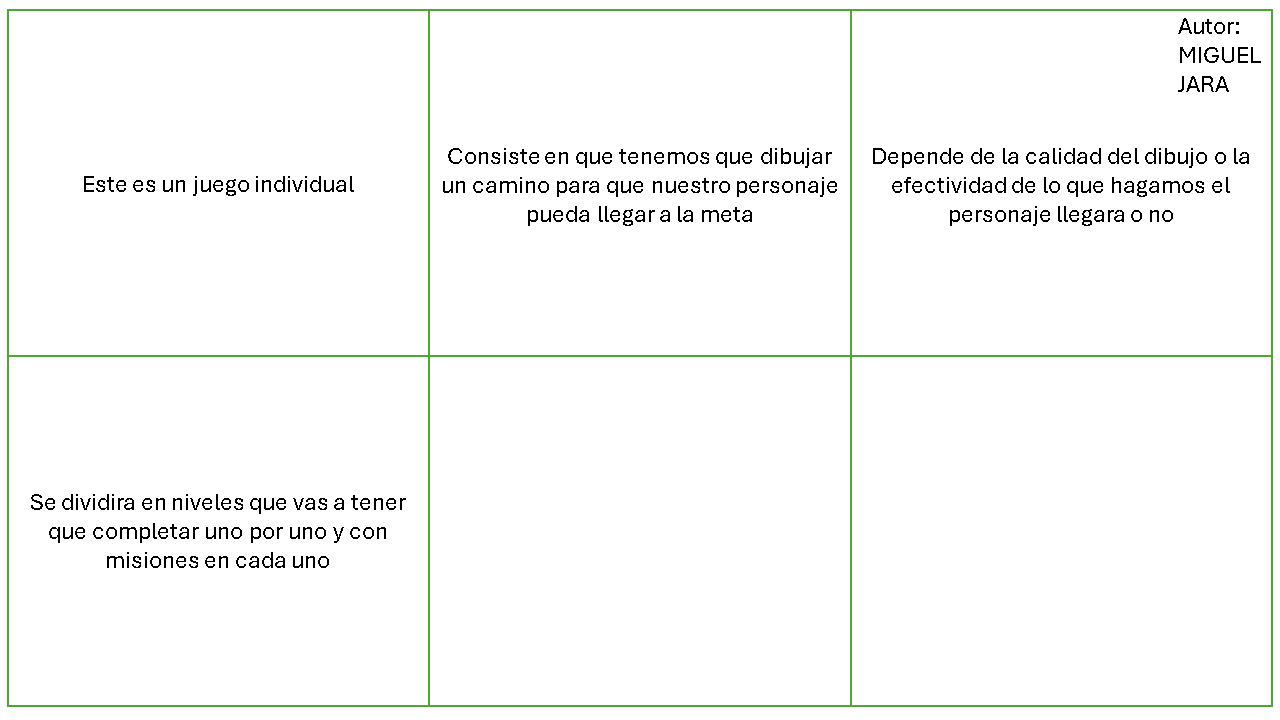 Este es un juego individual
Consiste en que tenemos que dibujar
un camino para que nuestro personaje
pueda llegar a la meta
Autor:
MIGUEL
JARA
Depende de la calidad del dibujo o la
efectividad de lo que hagamos el
personaje llegara o no
Se dividira en niveles que vas a tener
que completar uno por uno y con
misiones en cada uno